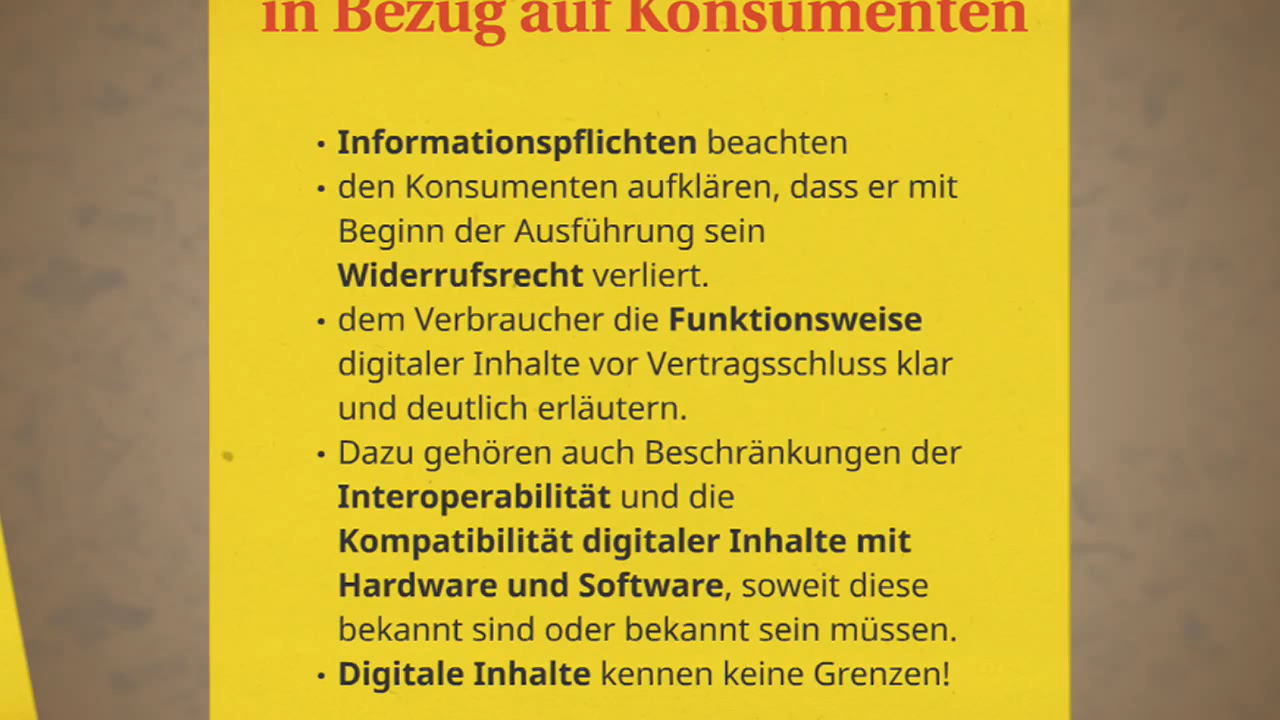 in Bezug auf Konsumenten
· Informationspflichten beachten
· den Konsumenten aufklären, dass er mit
Beginn der Ausführung sein
Widerrufsrecht verliert.
· dem Verbraucher die Funktionsweise
digitaler Inhalte vor Vertragsschluss klar
und deutlich erläutern.
· Dazu gehören auch Beschränkungen der
Interoperabilität und die
Kompatibilität digitaler Inhalte mit
Hardware und Software, soweit diese
bekannt sind oder bekannt sein müssen.
· Digitale Inhalte kennen keine Grenzen!